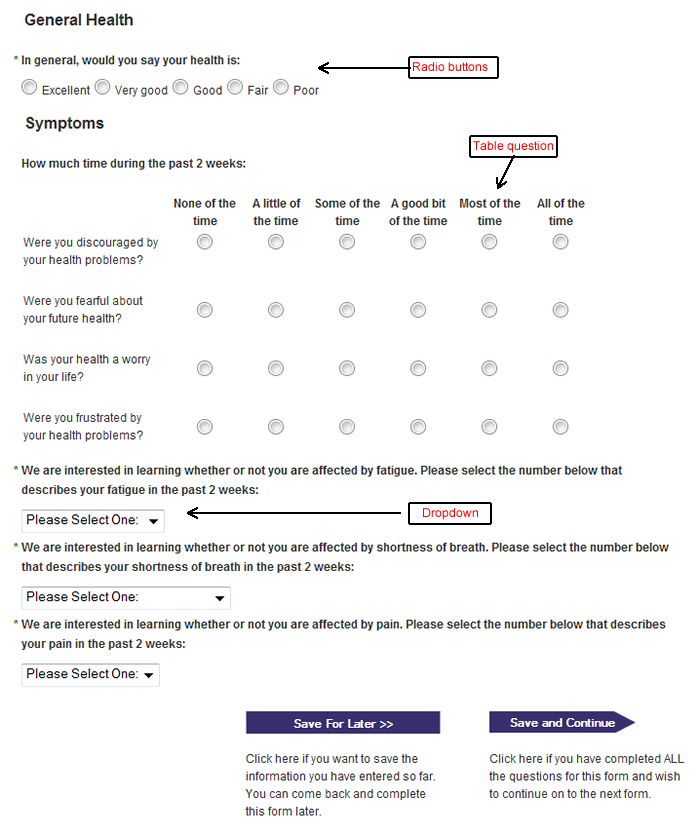 General Health
* In general, would you say your health is:
Radio buttons
Excellent Very good Good Fair Poor
Symptoms
Table question
How much time during the past 2 weeks:
None of the time A little of the time Some of the time A good bit of the time Most of the time All of the time
Were you discouraged by
your health problems?
Were you fearful about
your future health?
Was your health a worry
in your life?
Were you frustrated by
your health problems?
* We are interested in learning whether or not you are affected by fatigue. Please select the number below that
describes your fatigue in the past 2 weeks:
Please Select One:
Dropdown
* We are interested in learning whether or not you are affected by shortness of breath. Please select the number below
that describes your shortness of breath in the past 2 weeks:
Please Select One:
* We are interested in learning whether or not you are affected by pain. Please select the number below that describes
your pain in the past 2 weeks:
Please Select One:
Save For Later >>
Click here if you want to save the
information you have entered so far.
You can come back and complete
this form later.
Save and Continue
Click here if you have completed ALL
the questions for this form and wish
to continue on to the next form.